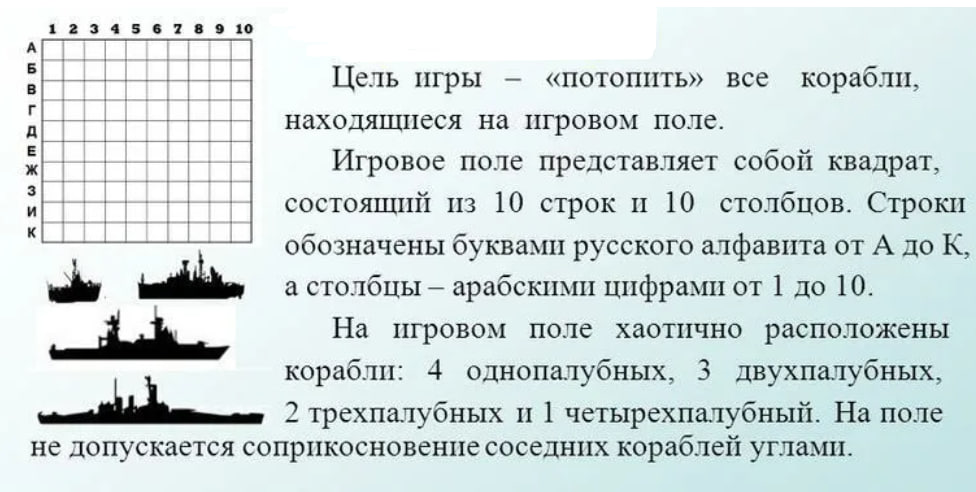 1 2 3 4 5 6 7 8 9 10
А
Б
В
Г
Д
Е
Ж
З
И
К
Цель игры – «потопить» все корабли,
находящиеся на игровом поле.
Игровое поле представляет собой квадрат,
состоящий из 10 строк и 10 столбцов. Строки
обозначены буквами русского алфавита от А до К,
а столбцы – арабскими цифрами от 1 до 10.
На игровом поле хаотично расположены
корабли: 4 однопалубных, 3 двухпалубных,
2 трехпалубных и 1 четырехпалубный. На поле
не допускается соприкосновение соседних кораблей углами.